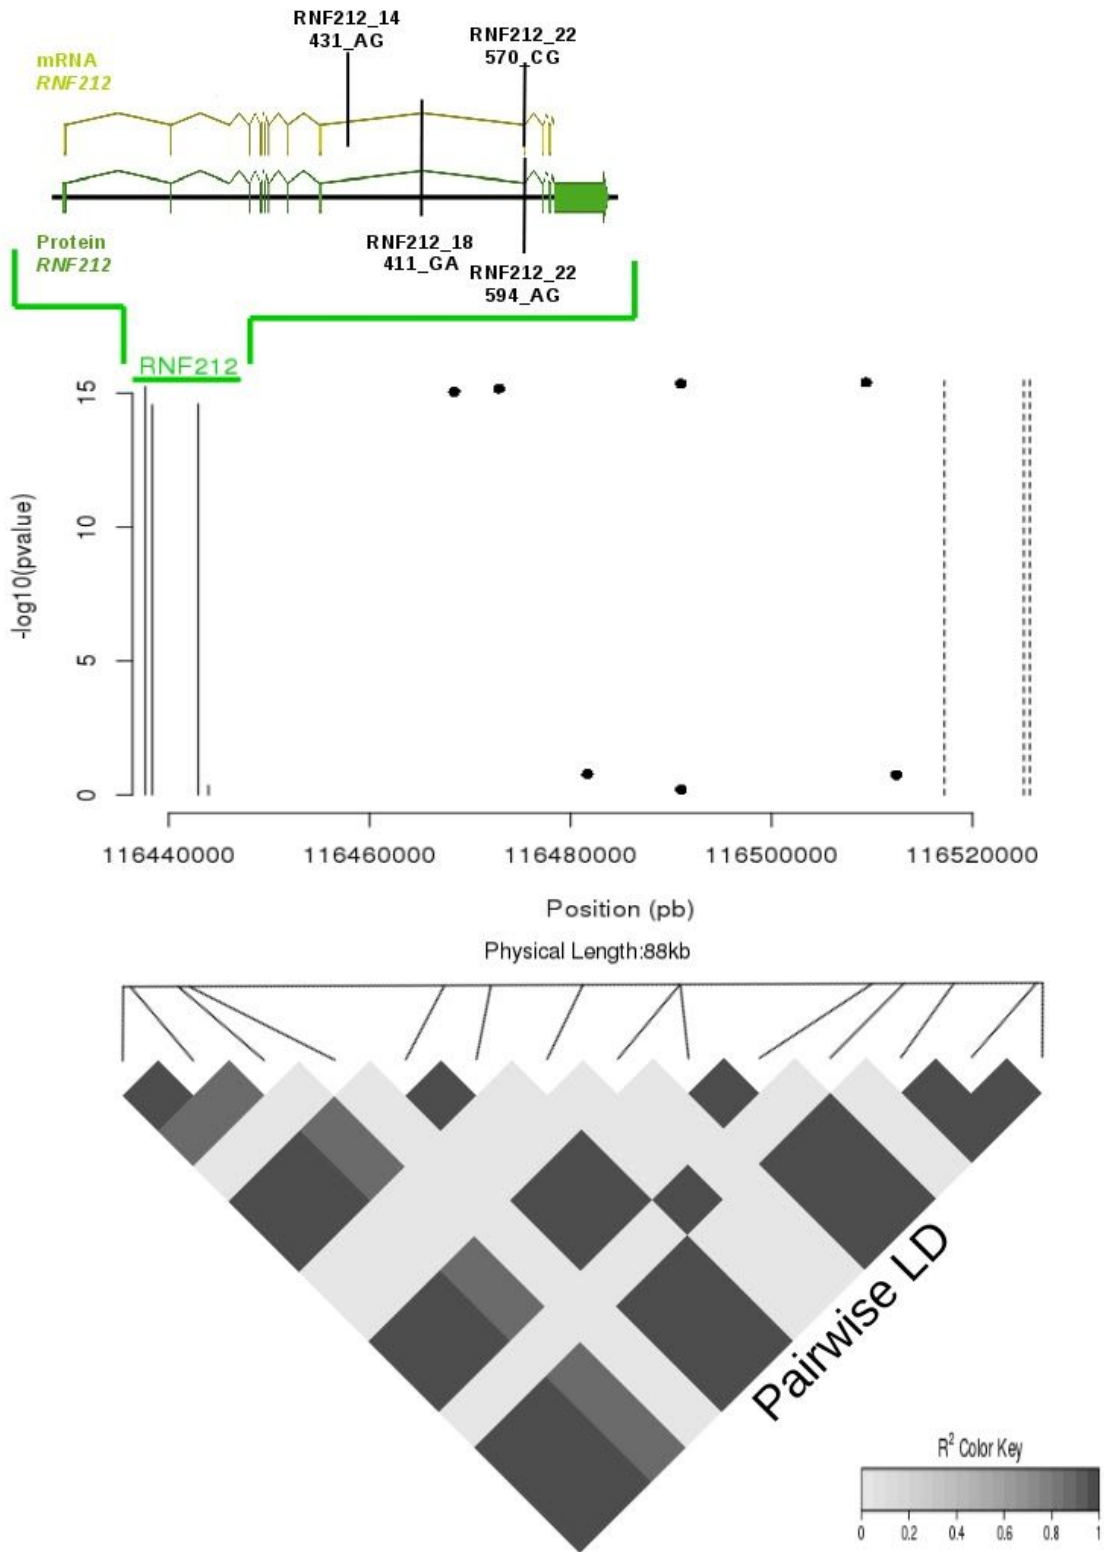 RNF212_14
431_AG
RNF212_22
570_CG
mRNA
RNF212
Protein
RNF212
RNF212_18
411_GA
RNF212_22
594_AG
RNF212
15
10
5
0
-log10(pvalue)
116440000 116460000 116480000 116500000 116520000
Position (pb)
Physical Length:88kb
Pairwise LD
R² Color Key
0 0.2 0.4 0.6 0.8 1